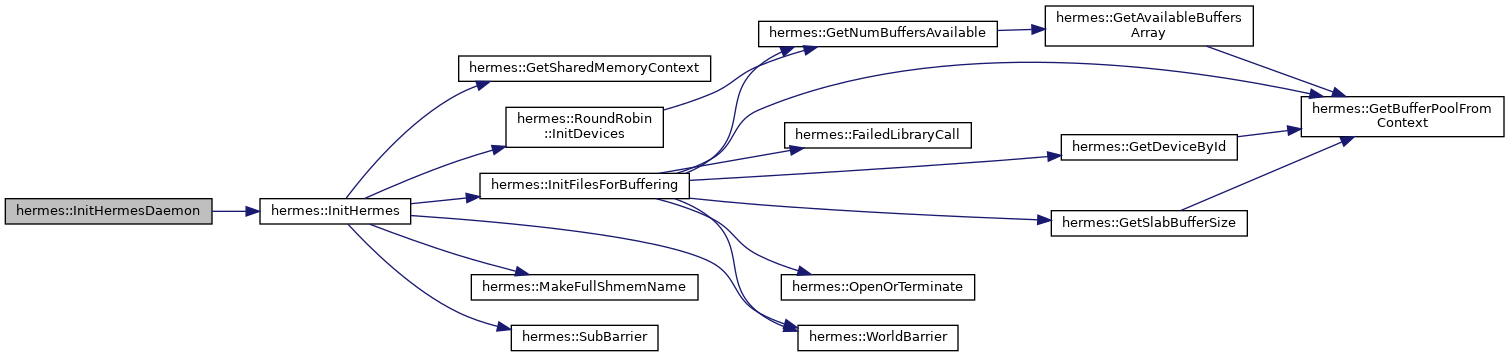 hermes::InitHermesDaemon
hermes::InitHermes
hermes::GetSharedMemoryContext
hermes::RoundRobin
::InitDevices
hermes::InitFilesForBuffering
hermes::MakeFullShmemName
hermes::SubBarrier
hermes::GetNumBuffersAvailable
hermes::FailedLibraryCall
hermes::OpenOrTerminate
hermes::WorldBarrier
hermes::GetAvailableBuffers
Array
hermes::GetDeviceById
hermes::GetSlabBufferSize
hermes::GetBufferPoolFrom
Context